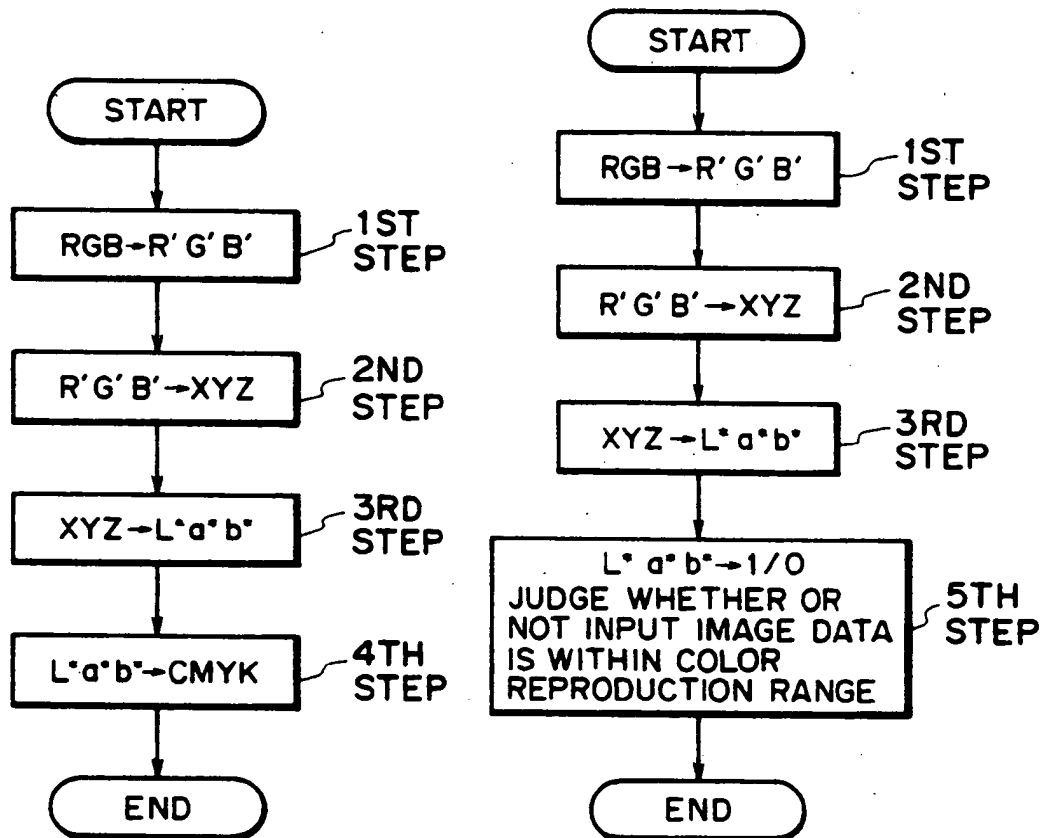 START
RGB→R' G' B'
1ST
STEP
R' G' B'→XYZ
2ND
STEP
XYZ→L* a* b*
3RD
STEP
L* a* b*→CMYK
4TH
STEP
END
START
RGB→R' G' B'
1ST
STEP
R' G' B'→XYZ
2ND
STEP
XYZ→L* a* b*
3RD
STEP
L* a* b*→1/0
JUDGE WHETHER OR
NOT INPUT IMAGE DATA
IS WITHIN COLOR
REPRODUCTION RANGE
5TH
STEP
END